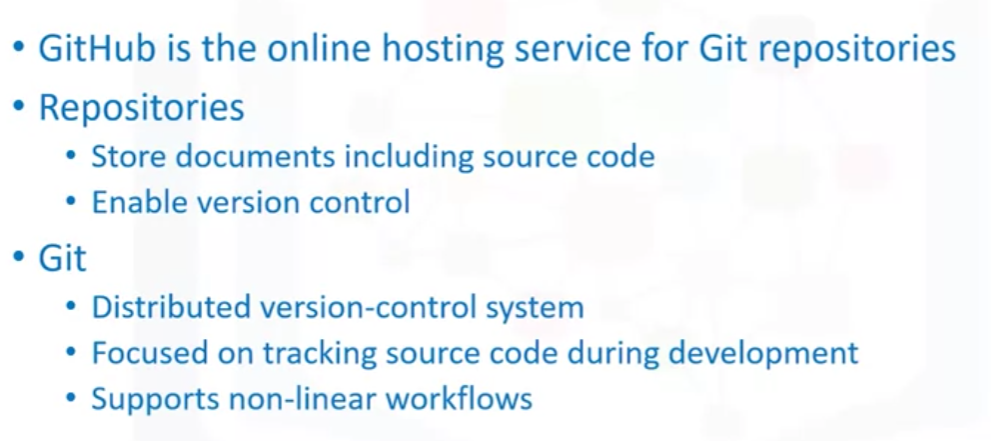 • GitHub is the online hosting service for Git repositories
• Repositories
• Store documents including source code
• Enable version control
• Git
• Distributed version-control system
• Focused on tracking source code during development
• Supports non-linear workflows